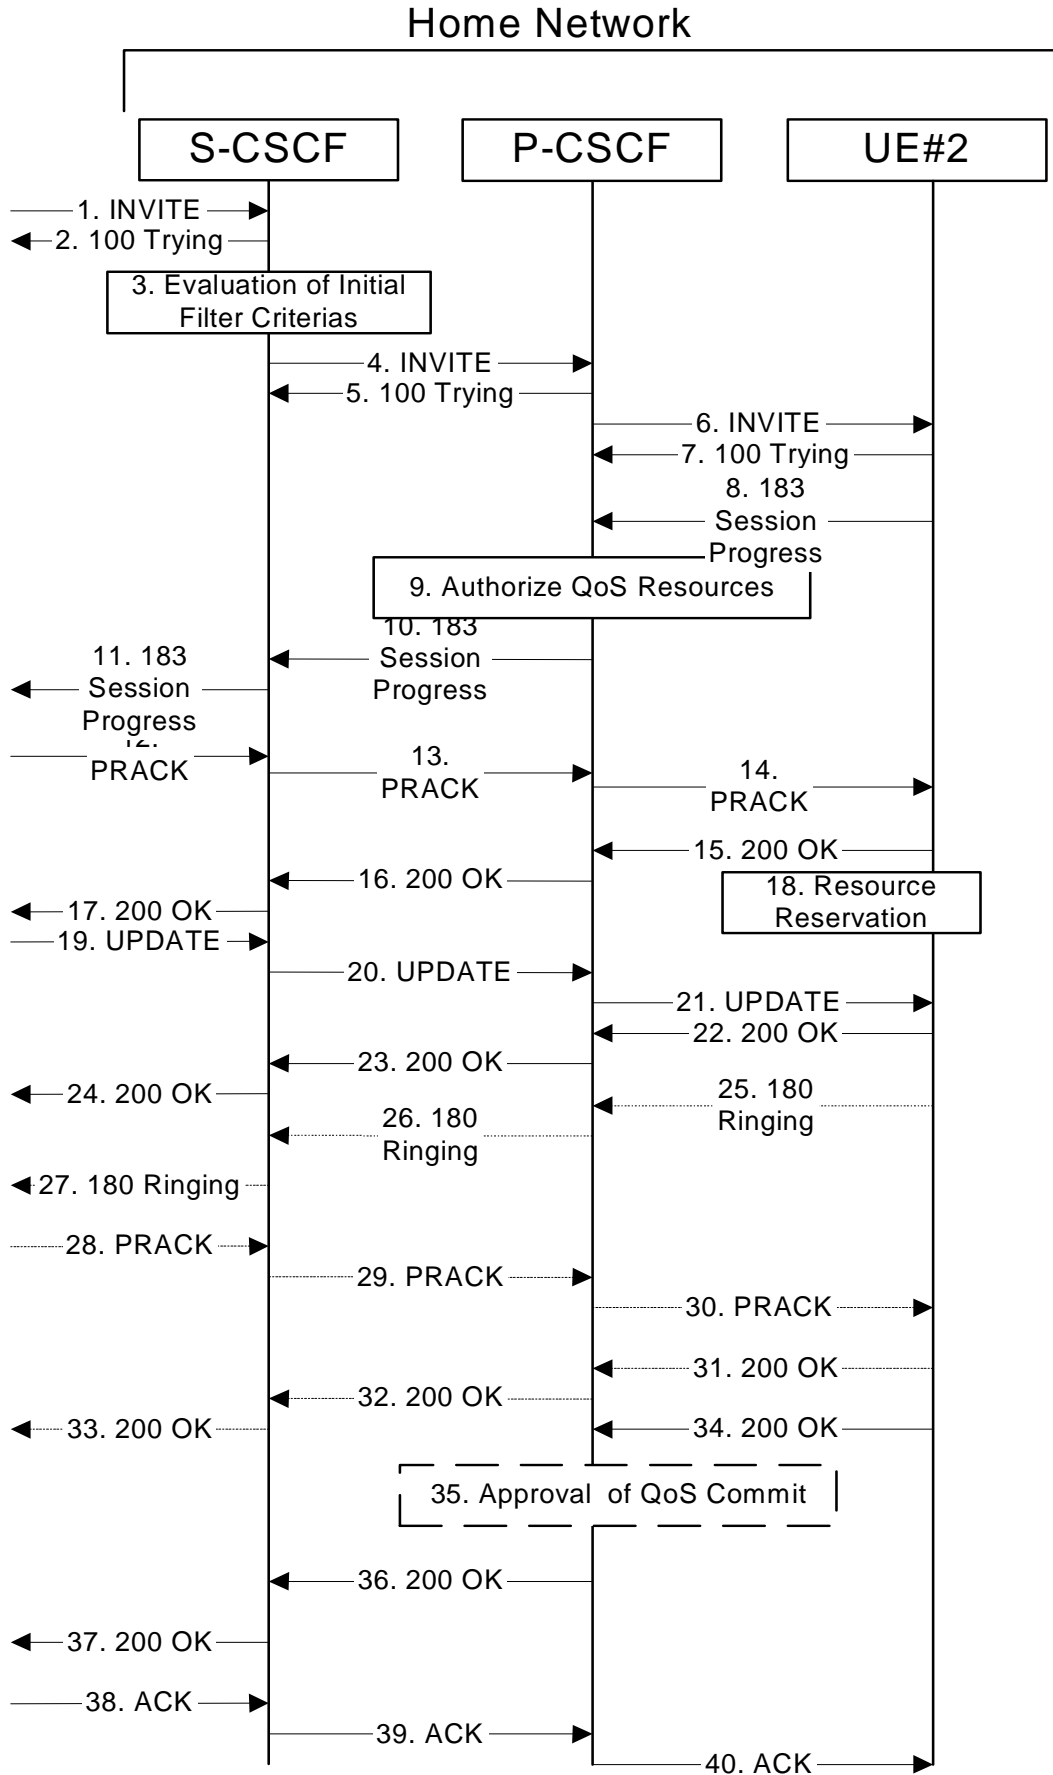 Home Network
S-CSCF
P-CSCF
UE#2
1. INVITE
2. 100 Trying
3. Evaluation of Initial
Filter Criterias
4. INVITE
5. 100 Trying
6. INVITE
7. 100 Trying
8. 183
Session
Progress
9. Authorize QoS Resources
10. 183
Session
Progress
11. 183
Session
Progress
12.
PRACK
13.
PRACK
14.
PRACK
15. 200 OK
16. 200 OK
17. 200 OK
18. Resource
Reservation
19. UPDATE
20. UPDATE
21. UPDATE
22. 200 OK
23. 200 OK
24. 200 OK
25. 180
Ringing
26. 180
Ringing
27. 180 Ringing
28. PRACK
29. PRACK
30. PRACK
31. 200 OK
32. 200 OK
33. 200 OK
34. 200 OK
35. Approval of QoS Commit
36. 200 OK
37. 200 OK
38. ACK
39. ACK
40. ACK